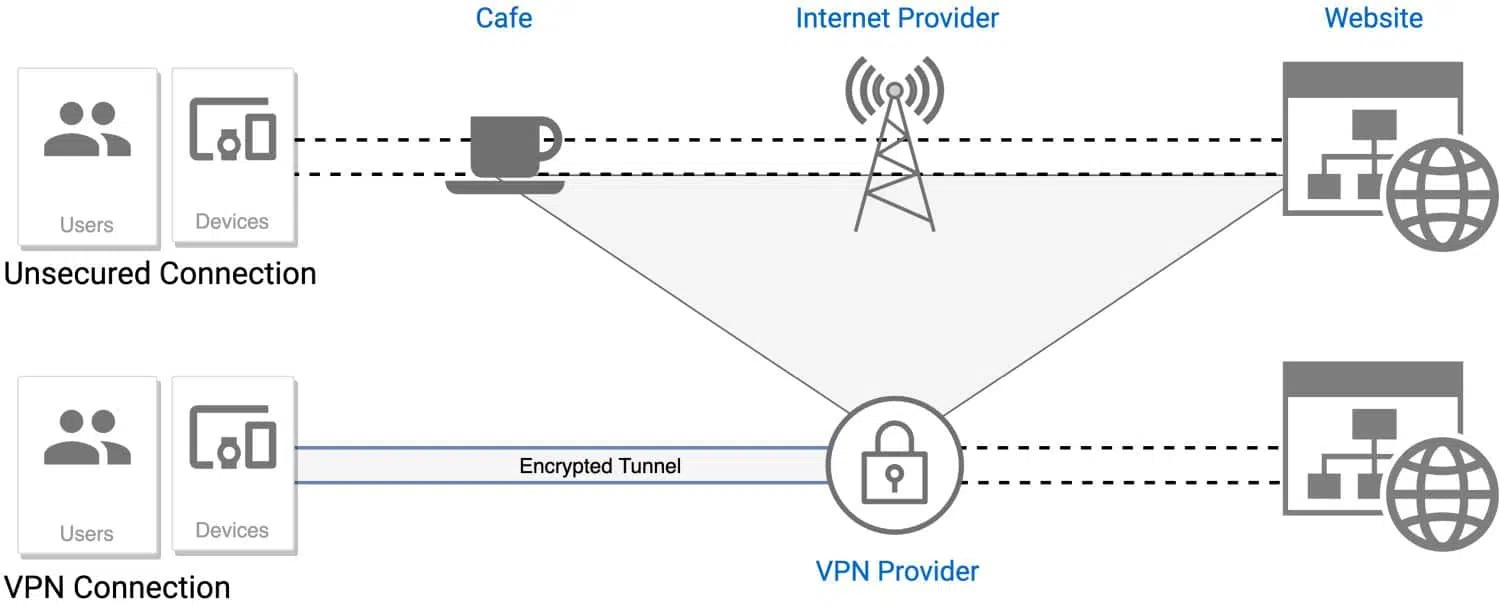 Cafe
Internet Provider
Website
Users
Devices
Unsecured Connection
Encrypted Tunnel
Users
Devices
VPN Provider
VPN Connection